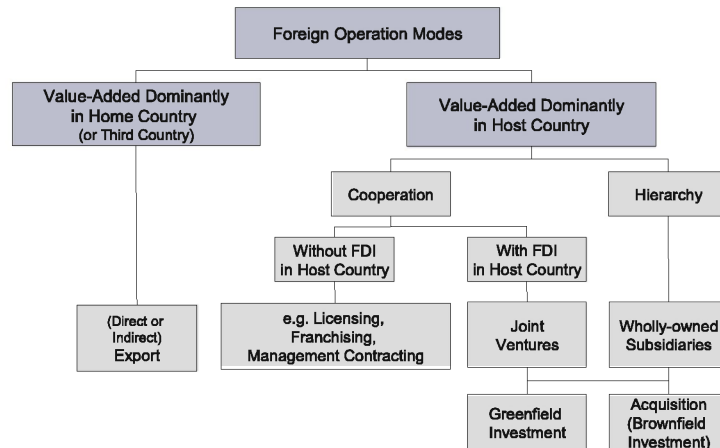 Foreign Operation Modes
Value-Added Dominantly
in Home Country
(or Third Country)
Value-Added Dominantly
in Host Country
Cooperation
Hierarchy
Without FDI
in Host Country
With FDI
in Host Country
(Direct or
Indirect)
Export
e.g. Licensing,
Franchising,
Management Contracting
Joint
Ventures
Wholly-owned
Subsidiaries
Greenfield
Investment
Acquisition
(Brownfield
Investment)